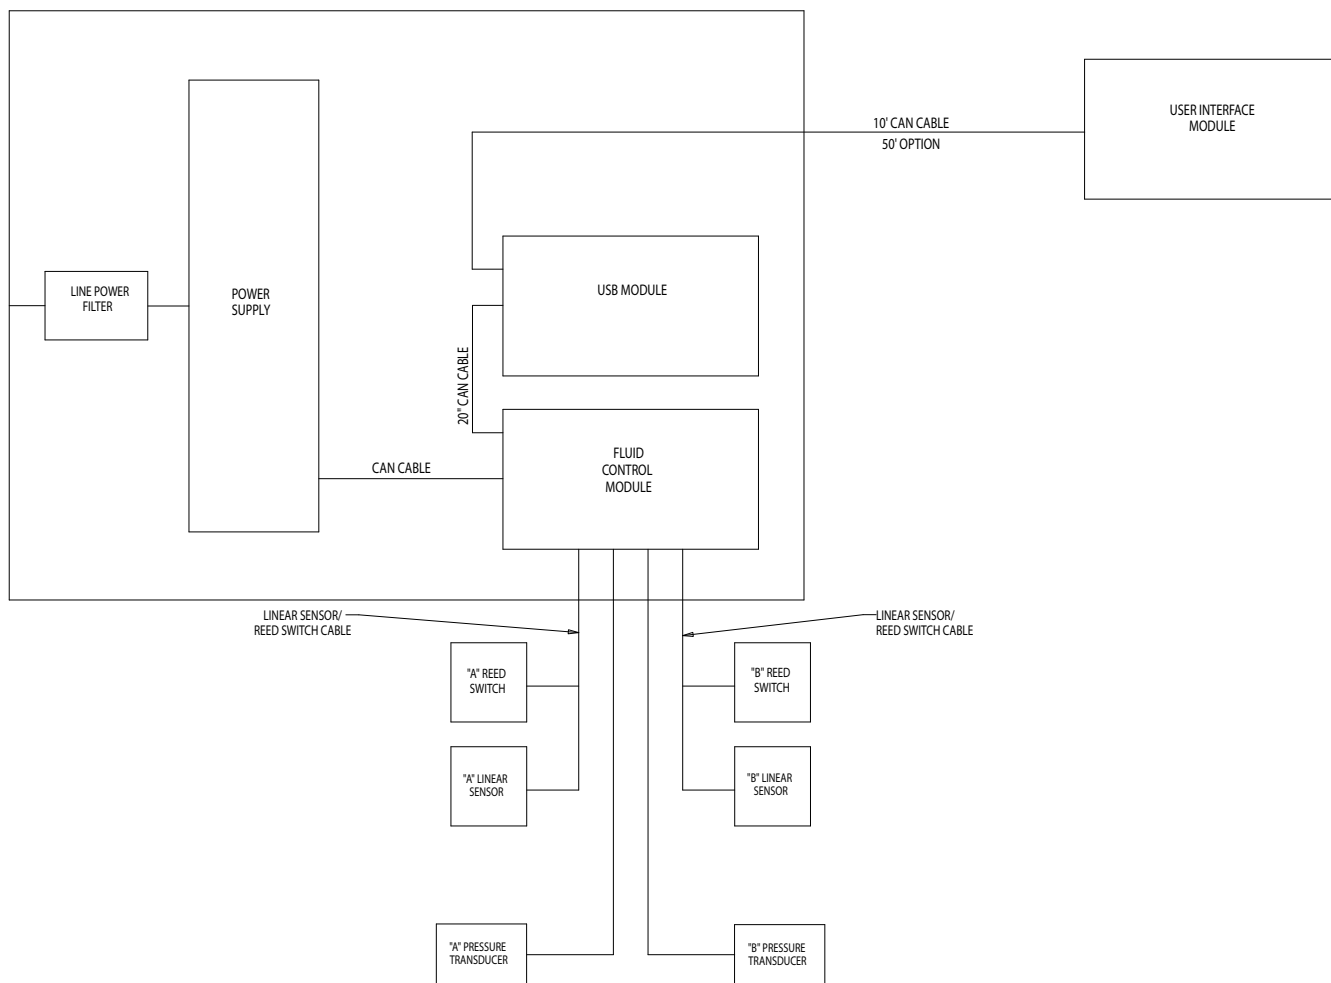 10' CAN CABLE
50' OPTION
USER INTERFACE
MODULE
LINE POWER
FILTER
POWER
SUPPLY
USB MODULE
20" CAN CABLE
CAN CABLE
FLUID
CONTROL
MODULE
LINEAR SENSOR/
REED SWITCH CABLE
LINEAR SENSOR/
REED SWITCH CABLE
"A" REED
SWITCH
"B" REED
SWITCH
"A" LINEAR
SENSOR
"B" LINEAR
SENSOR
"A" PRESSURE
TRANSDUCER
"B" PRESSURE
TRANSDUCER